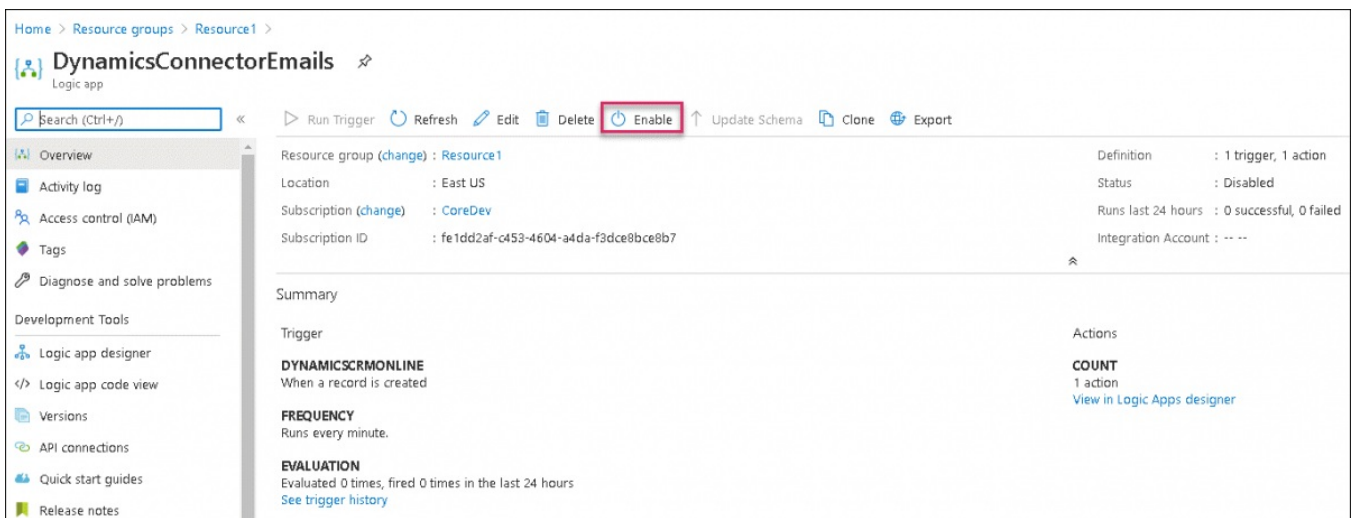 Home > Resource groups > Resource1 >
DynamicsConnectorEmails
Logic app
Search (Ctrl+/)
«
Run Trigger Refresh Edit Delete Enable Update Schema Clone Export
Overview
Activity log
Access control (IAM)
Tags
Diagnose and solve problems
Development Tools
Logic app designer
Logic app code view
Versions
API connections
Quick start guides
Release notes
Resource group (change) : Resource1
Location : East US
Subscription (change) : CoreDev
Subscription ID : fe1dd2af-c453-4604-a4da-f3dce8bce8b7
Definition : 1 trigger, 1 action
Status : Disabled
Runs last 24 hours : 0 successful, 0 failed
Integration Account : -- --
Summary
Trigger
DYNAMICSCRMONLINE
When a record is created
FREQUENCY
Runs every minute.
EVALUATION
Evaluated 0 times, fired 0 times in the last 24 hours
See trigger history
Actions
COUNT
1 action
View in Logic Apps designer